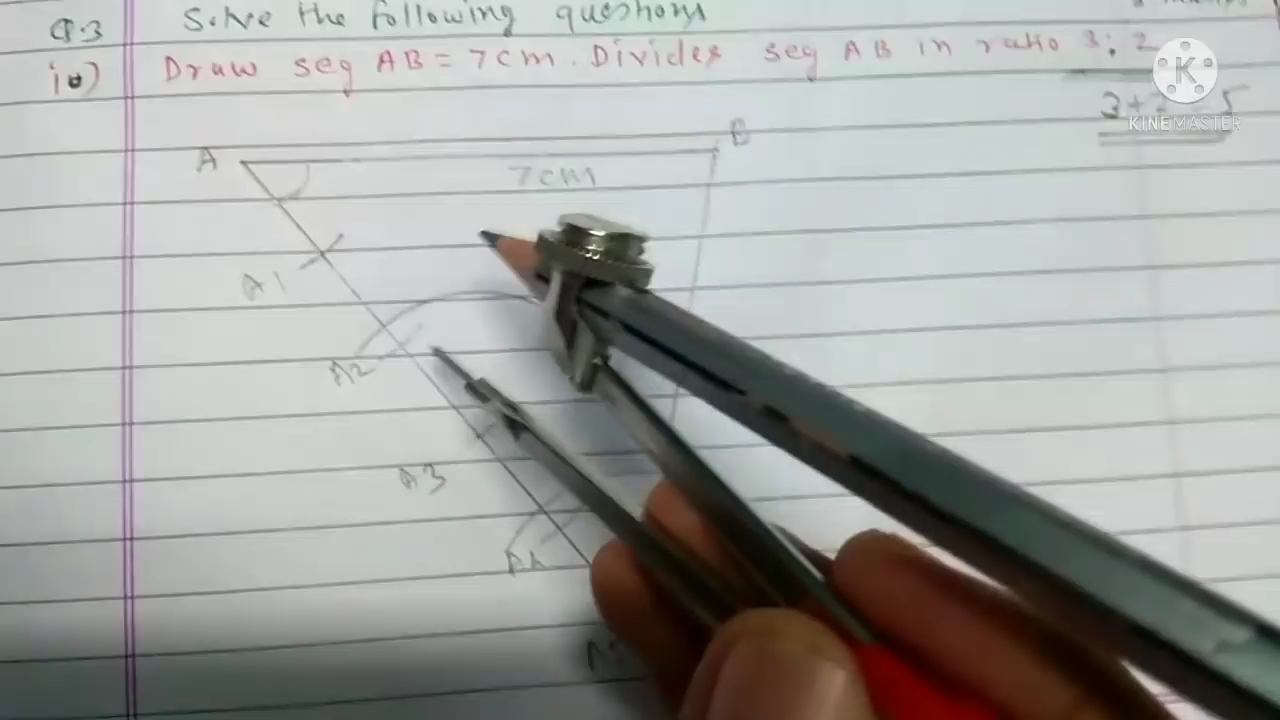 Q.3 Solve the following questions
iv) Draw seg AB = 7cm. Divides seg AB in ratio 3:2
K
3+2 5
KINEMASTER
A B
7cm
A1
A2
A3
A4